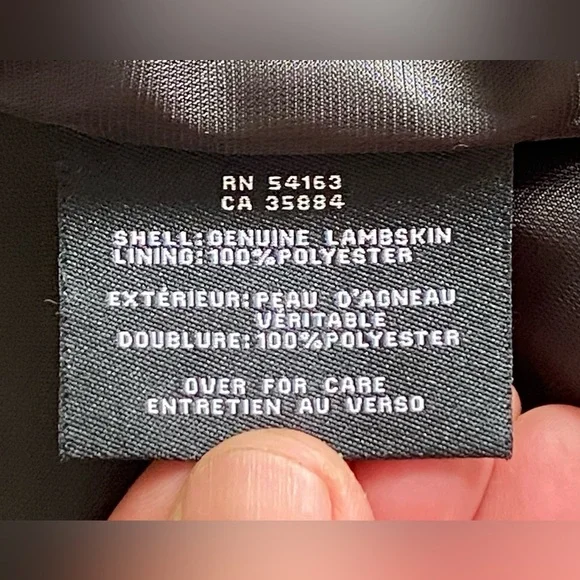 RN 54163
CA 35884
SHELL: GENUINE LAMBSKIN
LINING: 100% POLYESTER
EXTÉRIEUR: PEAU D'AGNEAU
VÉRITABLE
DOUBLURE: 100% POLYESTER
OVER FOR CARE
ENTRETIEN AU VERSO